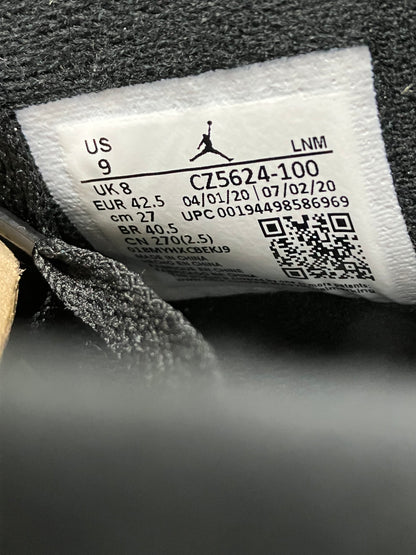 US
9
LNM
UK 8
EUR 42.5
cm 27
BR 40.5
CN 270(2.5)
CZ5624-100
04/01/20 07/02/20
UPC 00194498586969
MADE IN CHINA